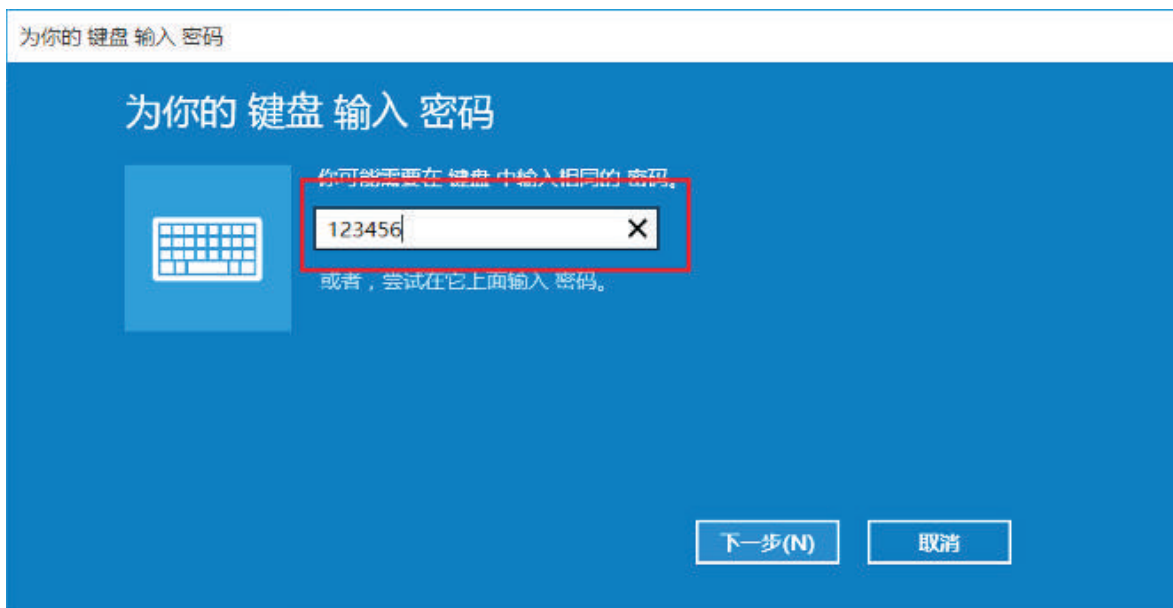 为你的 键盘 输入 密码
为你的 键盘 输入 密码
你可能需要在 键盘 中输入相同的 密码。
123456
或者，尝试在它上面输入 密码。
下一步(N)
取消